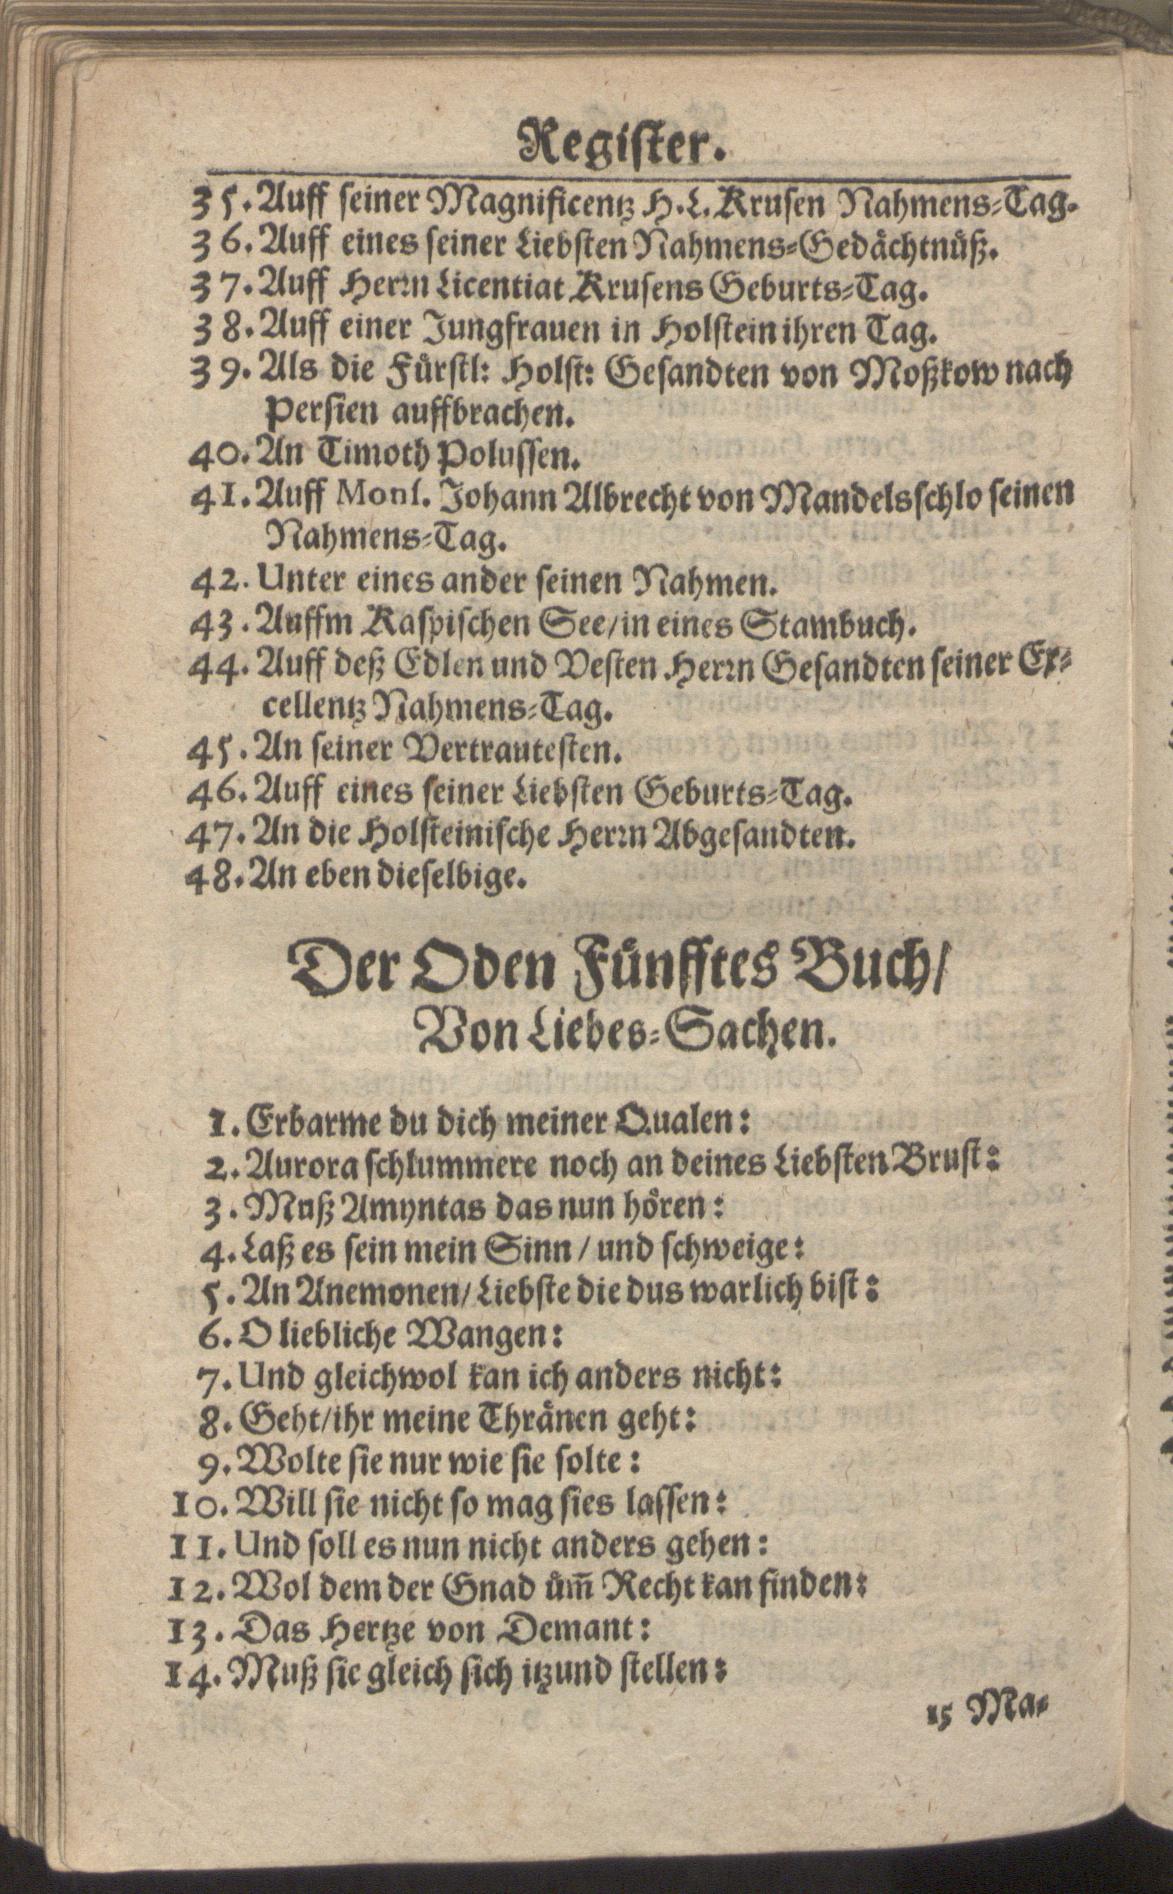 Register.
35. Auff seiner Magnificentz H. L. Krusen Nahmens-Tag.
36. Auff eines seiner Liebsten Nahmens-Gedächtnüß.
37. Auff Herrn Licentiat Krusens Geburts-Tag.
38. Auff einer Jungfrauen in Holstein ihren Tag.
39. Als die Fürstl: Holst: Gesandten von Moßkow nach
Persien auffbrachen.
40. An Timoth Polussen.
41. Auff Mons. Johann Albrecht von Mandelsschlo seinen
Nahmens-Tag.
42. Unter eines ander seinen Nahmen.
43. Auffm Kaspischen See/ in eines Stambuch.
44. Auff deß Edlen und Vesten Herrn Gesandten seiner Ex-
cellentz Nahmens-Tag.
45. An seiner Vertrautesten.
46. Auff eines seiner Liebsten Geburts-Tag.
47. An die Holsteinische Herrn Abgesandten.
48. An eben dieselbige.
Der Oden Fünfftes Buch/
Von Liebes-Sachen.
1. Erbarme du dich meiner Qualen:
2. Aurora schlummere noch an deines Liebsten Brust:
3. Muß Amyntas das nun hören:
4. Laß es sein mein Sinn / und schweige:
5. An Anemonen/ Liebste die dus warlich bist:
6. O liebliche Wangen:
7. Und gleichwol kan ich anders nicht:
8. Geht/ ihr meine Thränen geht:
9. Wolte sie nur wie sie solte:
10. Will sie nicht so mag sies lassen:
11. Und soll es nun nicht anders gehen:
12. Wol dem der Gnad üm̃ Recht kan finden:
13. Das Hertze von Demant:
14. Muß sie gleich sich itzund stellen:
15 Ma-